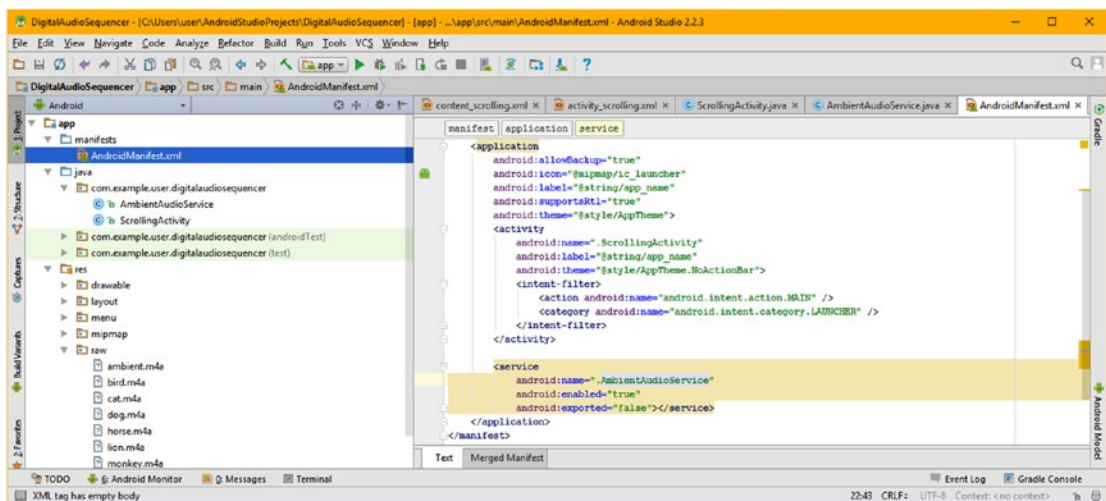 DigitalAudioSequencer - [C:\Users\user\AndroidStudioProjects\DigitalAudioSequencer] - [app] - ...\app\src\main\AndroidManifest.xml - Android Studio 2.2.3
File Edit View Navigate Code Analyze Refactor Build Run Tools VCS Window Help
app
DigitalAudioSequencer app src main AndroidManifest.xml
Android
content_scrolling.xml × activity_scrolling.xml × ScrollingActivity.java × AmbientAudioService.java × AndroidManifest.xml ×
1: Project
2: Structure
Captures
Build Variants
2: Favorites
app
manifests
AndroidManifest.xml
java
com.example.user.digitalaudiosequencer
AmbientAudioService
ScrollingActivity
com.example.user.digitalaudiosequencer (androidTest)
com.example.user.digitalaudiosequencer (test)
res
drawable
layout
menu
mipmap
raw
ambient.m4a
bird.m4a
cat.m4a
dog.m4a
horse.m4a
lion.m4a
monkey.m4a
manifest application service
<application
android:allowBackup="true"
android:icon="@mipmap/ic_launcher"
android:label="@string/app_name"
android:supportsRtl="true"
android:theme="@style/AppTheme">
<activity
android:name=".ScrollingActivity"
android:label="@string/app_name"
android:theme="@style/AppTheme.NoActionBar">
<intent-filter>
<action android:name="android.intent.action.MAIN" />
<category android:name="android.intent.category.LAUNCHER" />
</intent-filter>
</activity>
<service
android:name=".AmbientAudioService"
android:enabled="true"
android:exported="false"></service>
</application>
</manifest>
Text Merged Manifest
Gradle
Android Model
TODO 6: Android Monitor 0: Messages Terminal Event Log Gradle Console
XML tag has empty body 22:43 CRLF÷ UTF-8 Context: <no context>